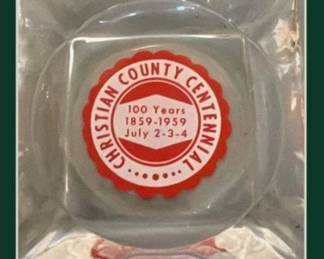 CHRISTIAN COUNTY CENTENNIAL
100 Years
1859-1959
July 2-3-4